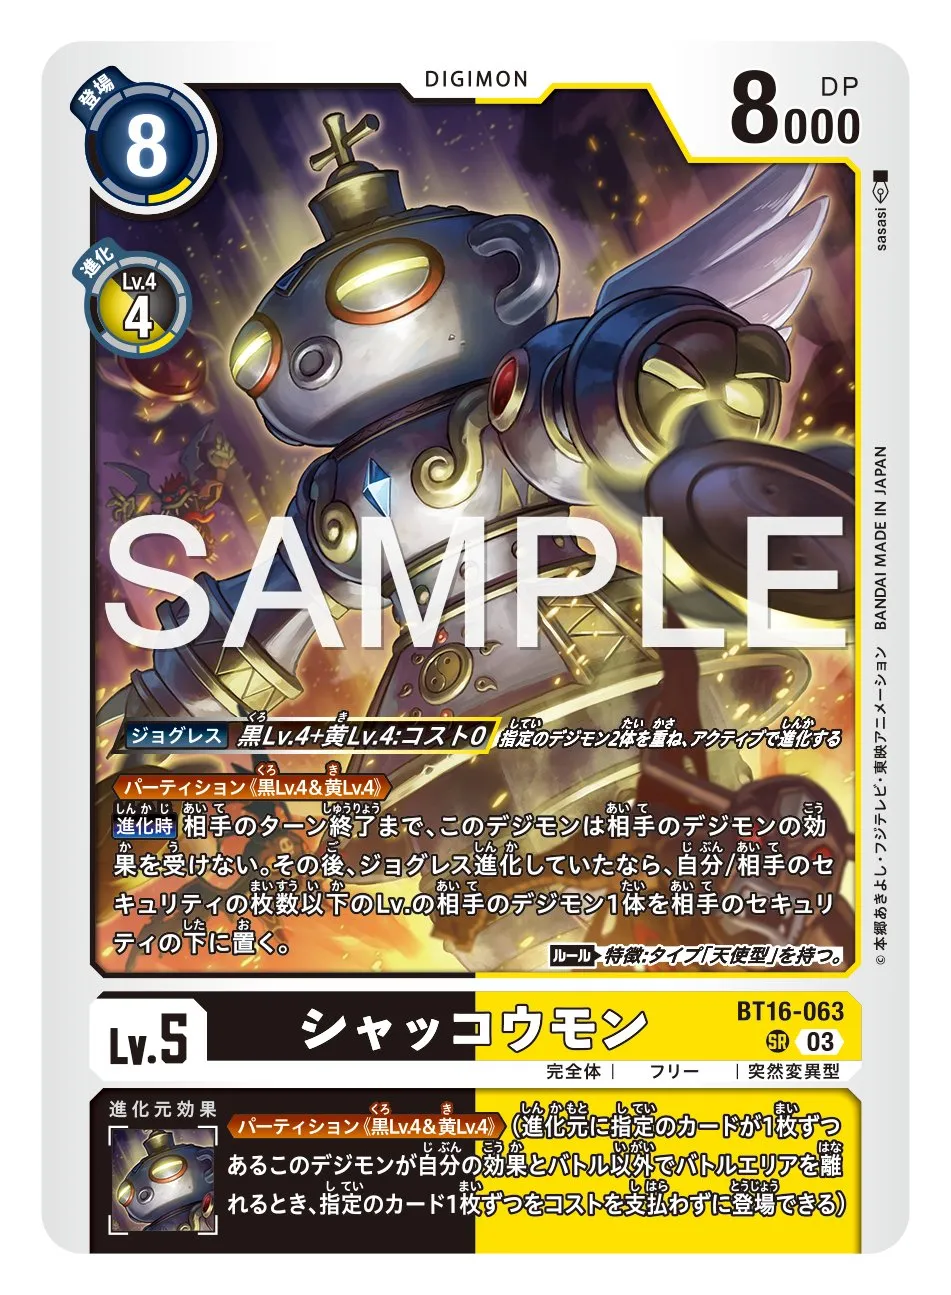 DIGIMON
登場
8
DP
8000
進化
Lv.4
4
sasasi
SAMPLE
BANDAI MADE IN JAPAN
©本郷あきよし・フジテレビ・東映アニメーション
ジョグレス 黒Lv.4+黄Lv.4:コスト0 指定のデジモン2体を重ね、アクティブで進化する
パーティション《黒Lv.4&黄Lv.4》
進化時 相手のターン終了まで、このデジモンは相手のデジモンの効
果を受けない。その後、ジョグレス進化していたなら、自分/相手のセ
キュリティの枚数以下のLv.の相手のデジモン1体を相手のセキュリ
ティの下に置く。
ルール 特徴:タイプ「天使型」を持つ。
Lv.5
シャッコウモン
BT16-063
SR 03
完全体 | フリー | 突然変異型
進化元効果
パーティション《黒Lv.4&黄Lv.4》(進化元に指定のカードが1枚ずつ
あるこのデジモンが自分の効果とバトル以外でバトルエリアを離
れるとき、指定のカード1枚ずつをコストを支払わずに登場できる)